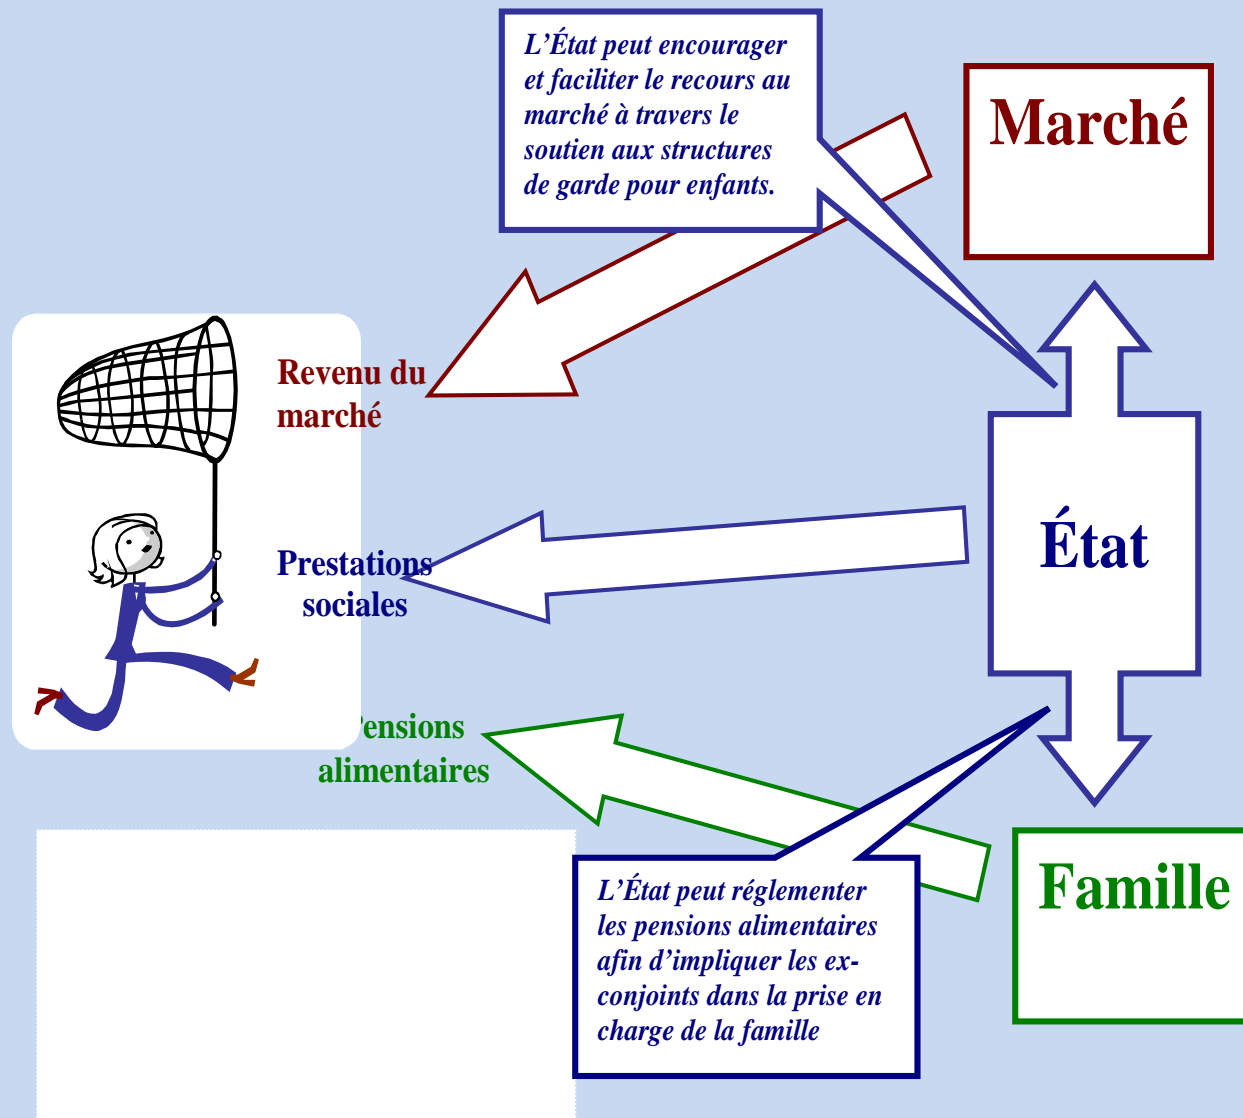 L’État peut encourager
et faciliter le recours au
marché à travers le
soutien aux structures
de garde pour enfants.
Marché
Revenu du
marché
État
Prestations
sociales
Pensions
alimentaires
Famille
L’État peut réglementer
les pensions alimentaires
afin d’impliquer les ex-
conjoints dans la prise en
charge de la famille